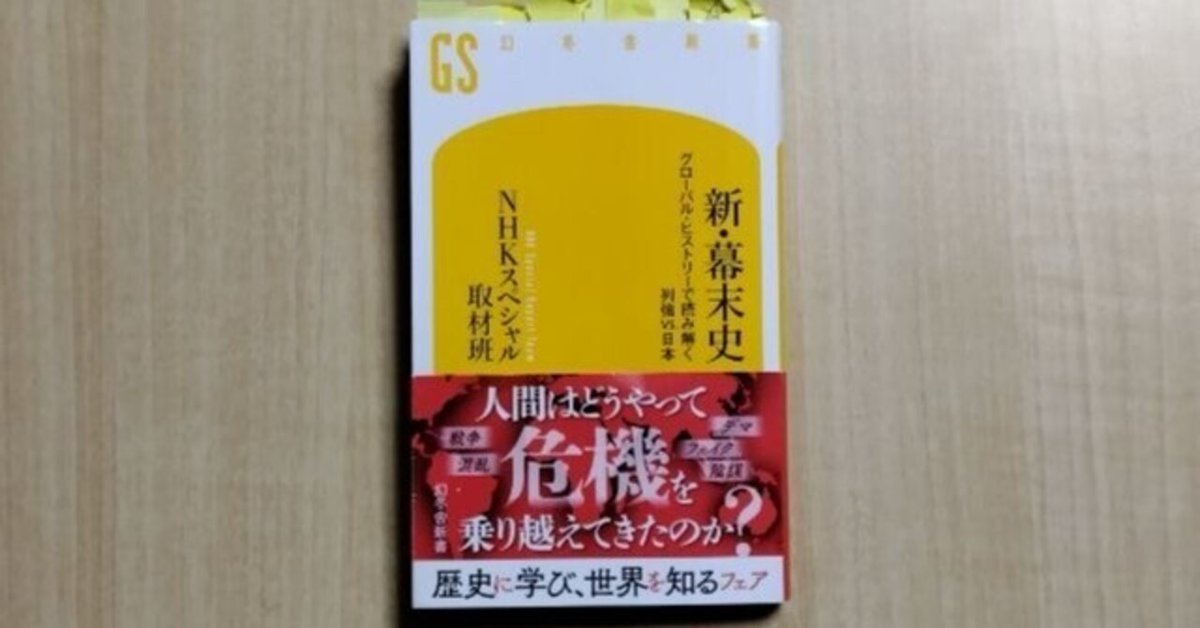 GS
幻冬舎新書
新・幕末史
グローバル・ヒストリーで読み解く
列強VS.日本
NHKスペシャル
取材班
NHK Special Report Team
人間はどうやって
戦争
混乱
危機を
デマ
フェイク
陰謀
乗り越えてきたのか?
幻冬舎新書
歴史に学び、世界を知るフェア